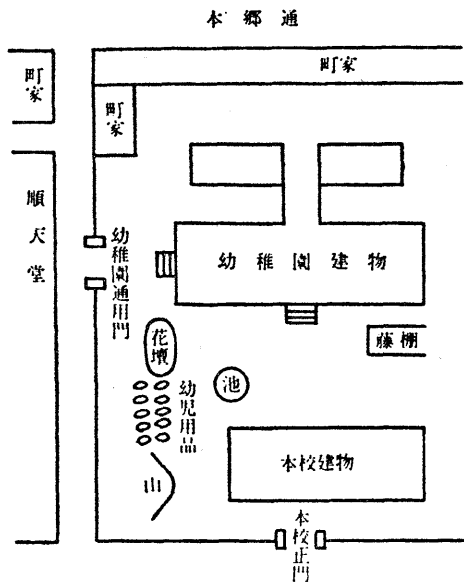 本郷通
町家
町家
町家
順天堂
幼稚園通用門
幼稚園建物
藤棚
花壇
池
幼児用品
山
本校建物
本校正門